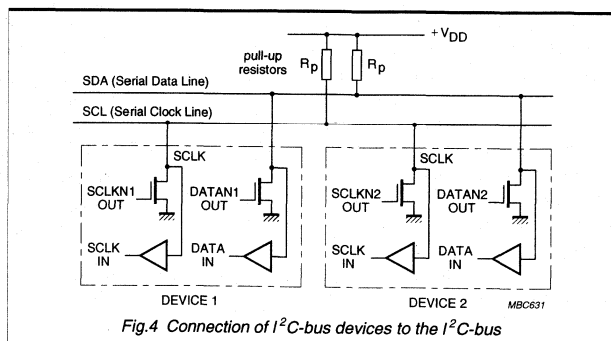 +VDD
pull-up
resistors
Rp
Rp
SDA (Serial Data Line)
SCL (Serial Clock Line)
SCLK
SCLK
SCLKN1
OUT
DATAN1
OUT
SCLKN2
OUT
DATAN2
OUT
SCLK
IN
DATA
IN
SCLK
IN
DATA
IN
DEVICE 1
DEVICE 2
MBC631
Fig.4 Connection of I²C-bus devices to the I²C-bus